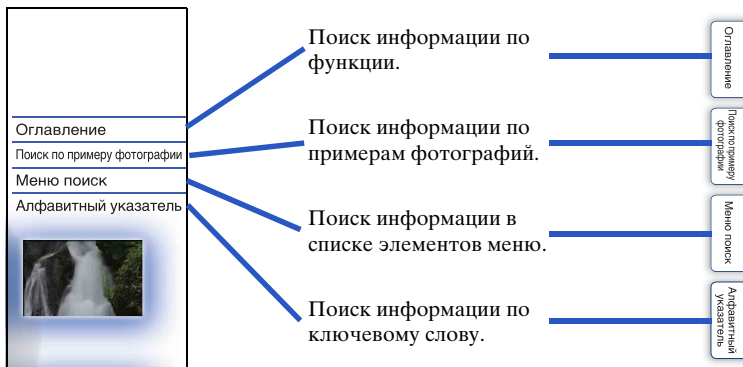 Оглавление
Поиск по примеру фотографии
Меню поиск
Алфавитный указатель
Поиск информации по
функции.
Поиск информации по
примерам фотографий.
Поиск информации в
списке элементов меню.
Поиск информации по
ключевому слову.
Оглавление
Поиск по примеру
фотографии
Меню поиск
Алфавитный
указатель